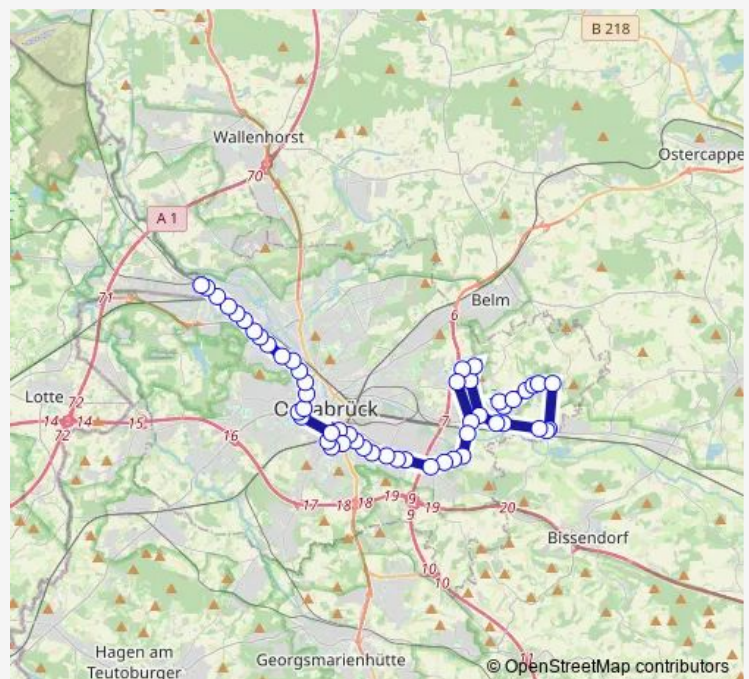 B 218
Wallenhorst
Ostercappe
70
A 1
71
Belm
6
Lotte
72
14
14
15
72
Osnabrück
7
16
17
18
18
19
9
19
9
20
Bissendorf
10
10
Hagen am
Teutoburger
Georgsmarienhütte
11
© OpenStreetMap contributors